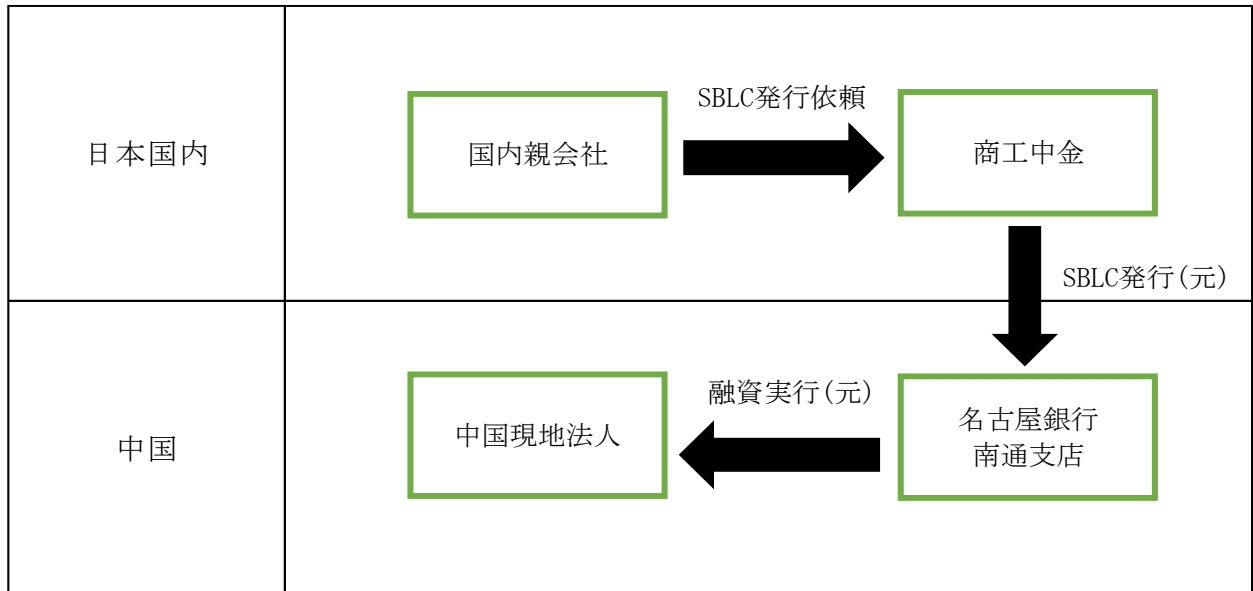 SBLC発行依頼
日本国内
国内親会社
商工中金
SBLC発行(元)
融資実行(元)
中国
中国現地法人
名古屋銀行
南通支店